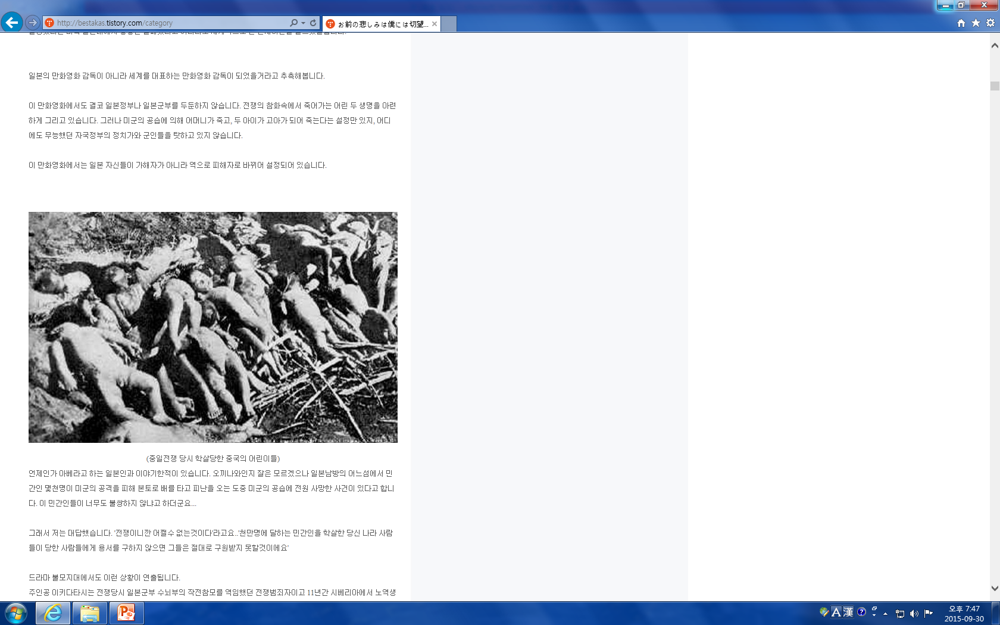 http://bestakas.tistory.com/category
お前の悲しみは僕には切望...
일본의 만화영화 감독이 아니라 세계를 대표하는 만화영화 감독이 되었을거라고 추측해봅니다.
이 만화영화에서도 결코 일본정부나 일본군부를 두둔하지 않습니다. 전쟁의 참화속에서 죽어가는 어린 두 생명을 아련
하게 그리고 있습니다. 그러나 미군의 공습에 의해 어머니가 죽고, 두 아이가 고아가 되어 죽는다는 설정만 있지, 어디
에도 무능했던 자국정부의 정치가와 군인들을 탓하고 있지 않습니다.
이 만화영화에서는 일본 자신들이 가해자가 아니라 역으로 피해자로 바뀌어 설정되어 있습니다.
(중일전쟁 당시 학살당한 중국의 어린이들)
언제인가 아베라고 하는 일본인과 이야기한적이 있습니다. 오끼나와인지 잘은 모르겠으나 일본남방의 어느섬에서 민
간인 몇천명이 미군의 공격을 피해 본토로 배를 타고 피난을 오는 도중 미군의 공습에 전원 사망한 사건이 있다고 합니
다. 이 민간인들이 너무도 불쌍하지 않냐고 하더군요...
그래서 저는 대답했습니다. '전쟁이니깐 어쩔수 없는것이다'라고요..'천만명에 달하는 민간인을 학살한 당신 나라 사람
들이 당한 사람들에게 용서를 구하지 않으면 그들은 절대로 구원받지 못할것이에요'
드라마 불모지대에서도 이런 상황이 연출됩니다.
주인공 이키다타시는 전쟁당시 일본군부 수뇌부의 작전참모를 역임했던 전쟁범죄자이고 11년간 시베리아에서 노역생
A 漢
오후 7:47
2015-09-30